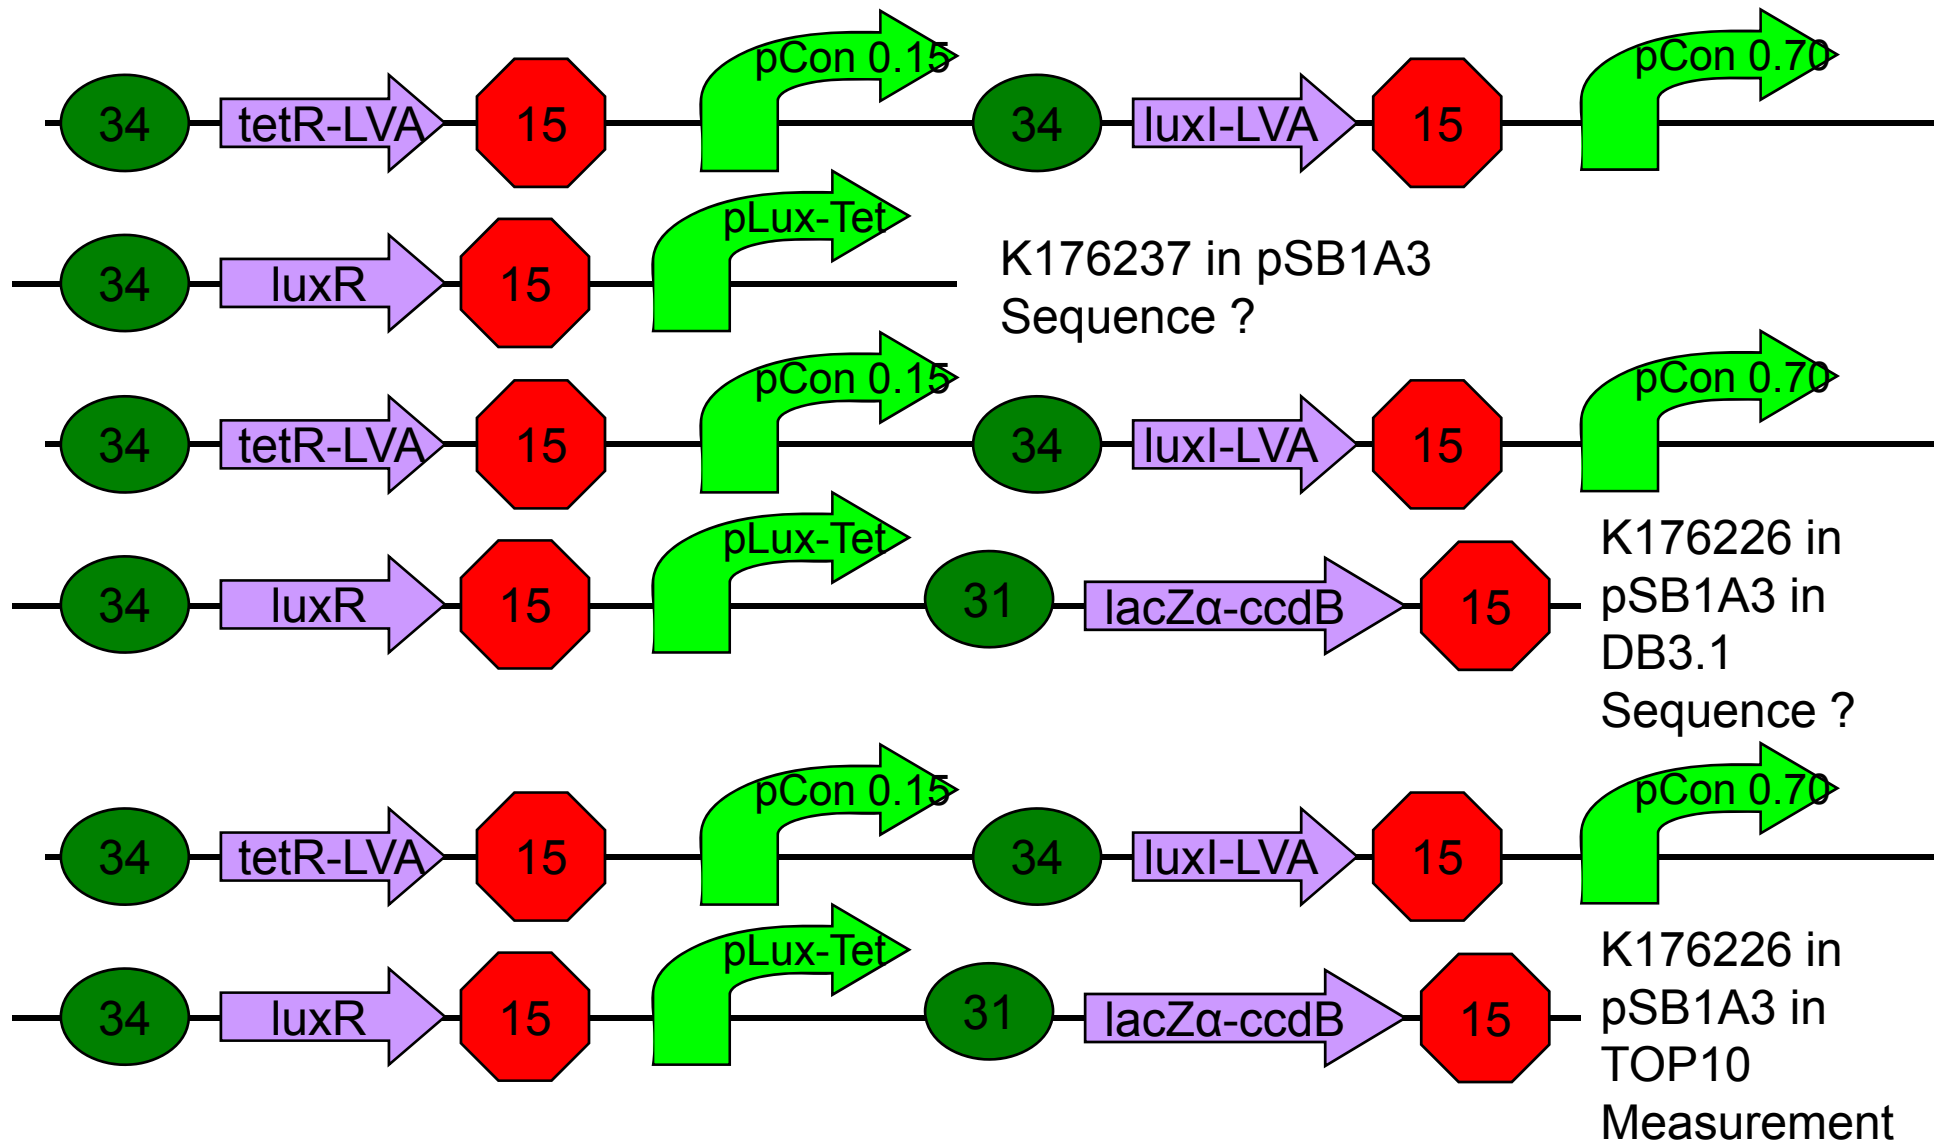 34 tetR-LVA 15 pCon 0.15 34 luxI-LVA 15 pCon 0.70
34 luxR 15 pLux-Tet
K176237 in pSB1A3
Sequence ?
34 tetR-LVA 15 pCon 0.15 34 luxI-LVA 15 pCon 0.70
34 luxR 15 pLux-Tet 31 lacZα-ccdB 15
K176226 in
pSB1A3 in
DB3.1
Sequence ?
34 tetR-LVA 15 pCon 0.15 34 luxI-LVA 15 pCon 0.70
34 luxR 15 pLux-Tet 31 lacZα-ccdB 15
K176226 in
pSB1A3 in
TOP10
Measurement